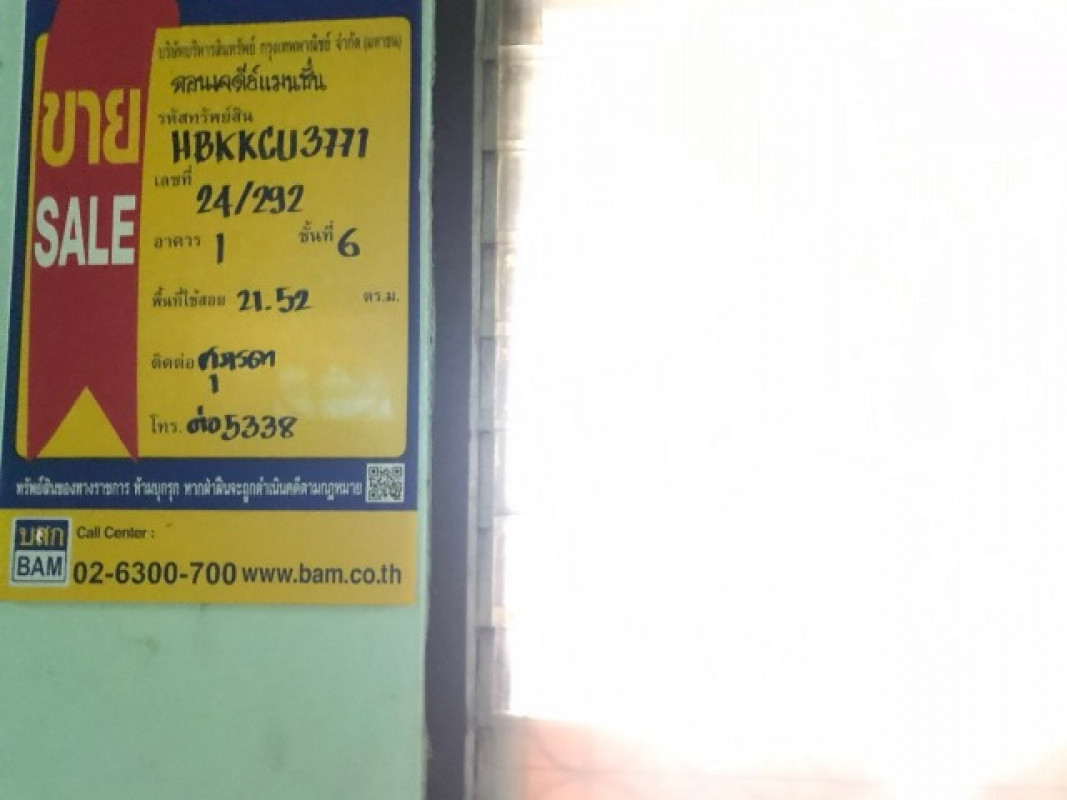 บริษัทบริหารสินทรัพย์ กรุงเทพพาณิชย์ จำกัด (มหาชน)
ดอนเจดีย์แมนชั่น
รหัสทรัพย์สิน
HBKKCU3771
ขาย
SALE
เลขที่ 24/292
อาคาร 1 ชั้นที่ 6
พื้นที่ใช้สอย 21.52 ตร.ม.
ติดต่อ
โทร. ต่อ 5338
ทรัพย์สินของทางราชการ ห้ามบุกรุก หากฝ่าฝืนจะถูกดำเนินคดีตามกฎหมาย
บสก
BAM
Call Center :
02-6300-700 www.bam.co.th